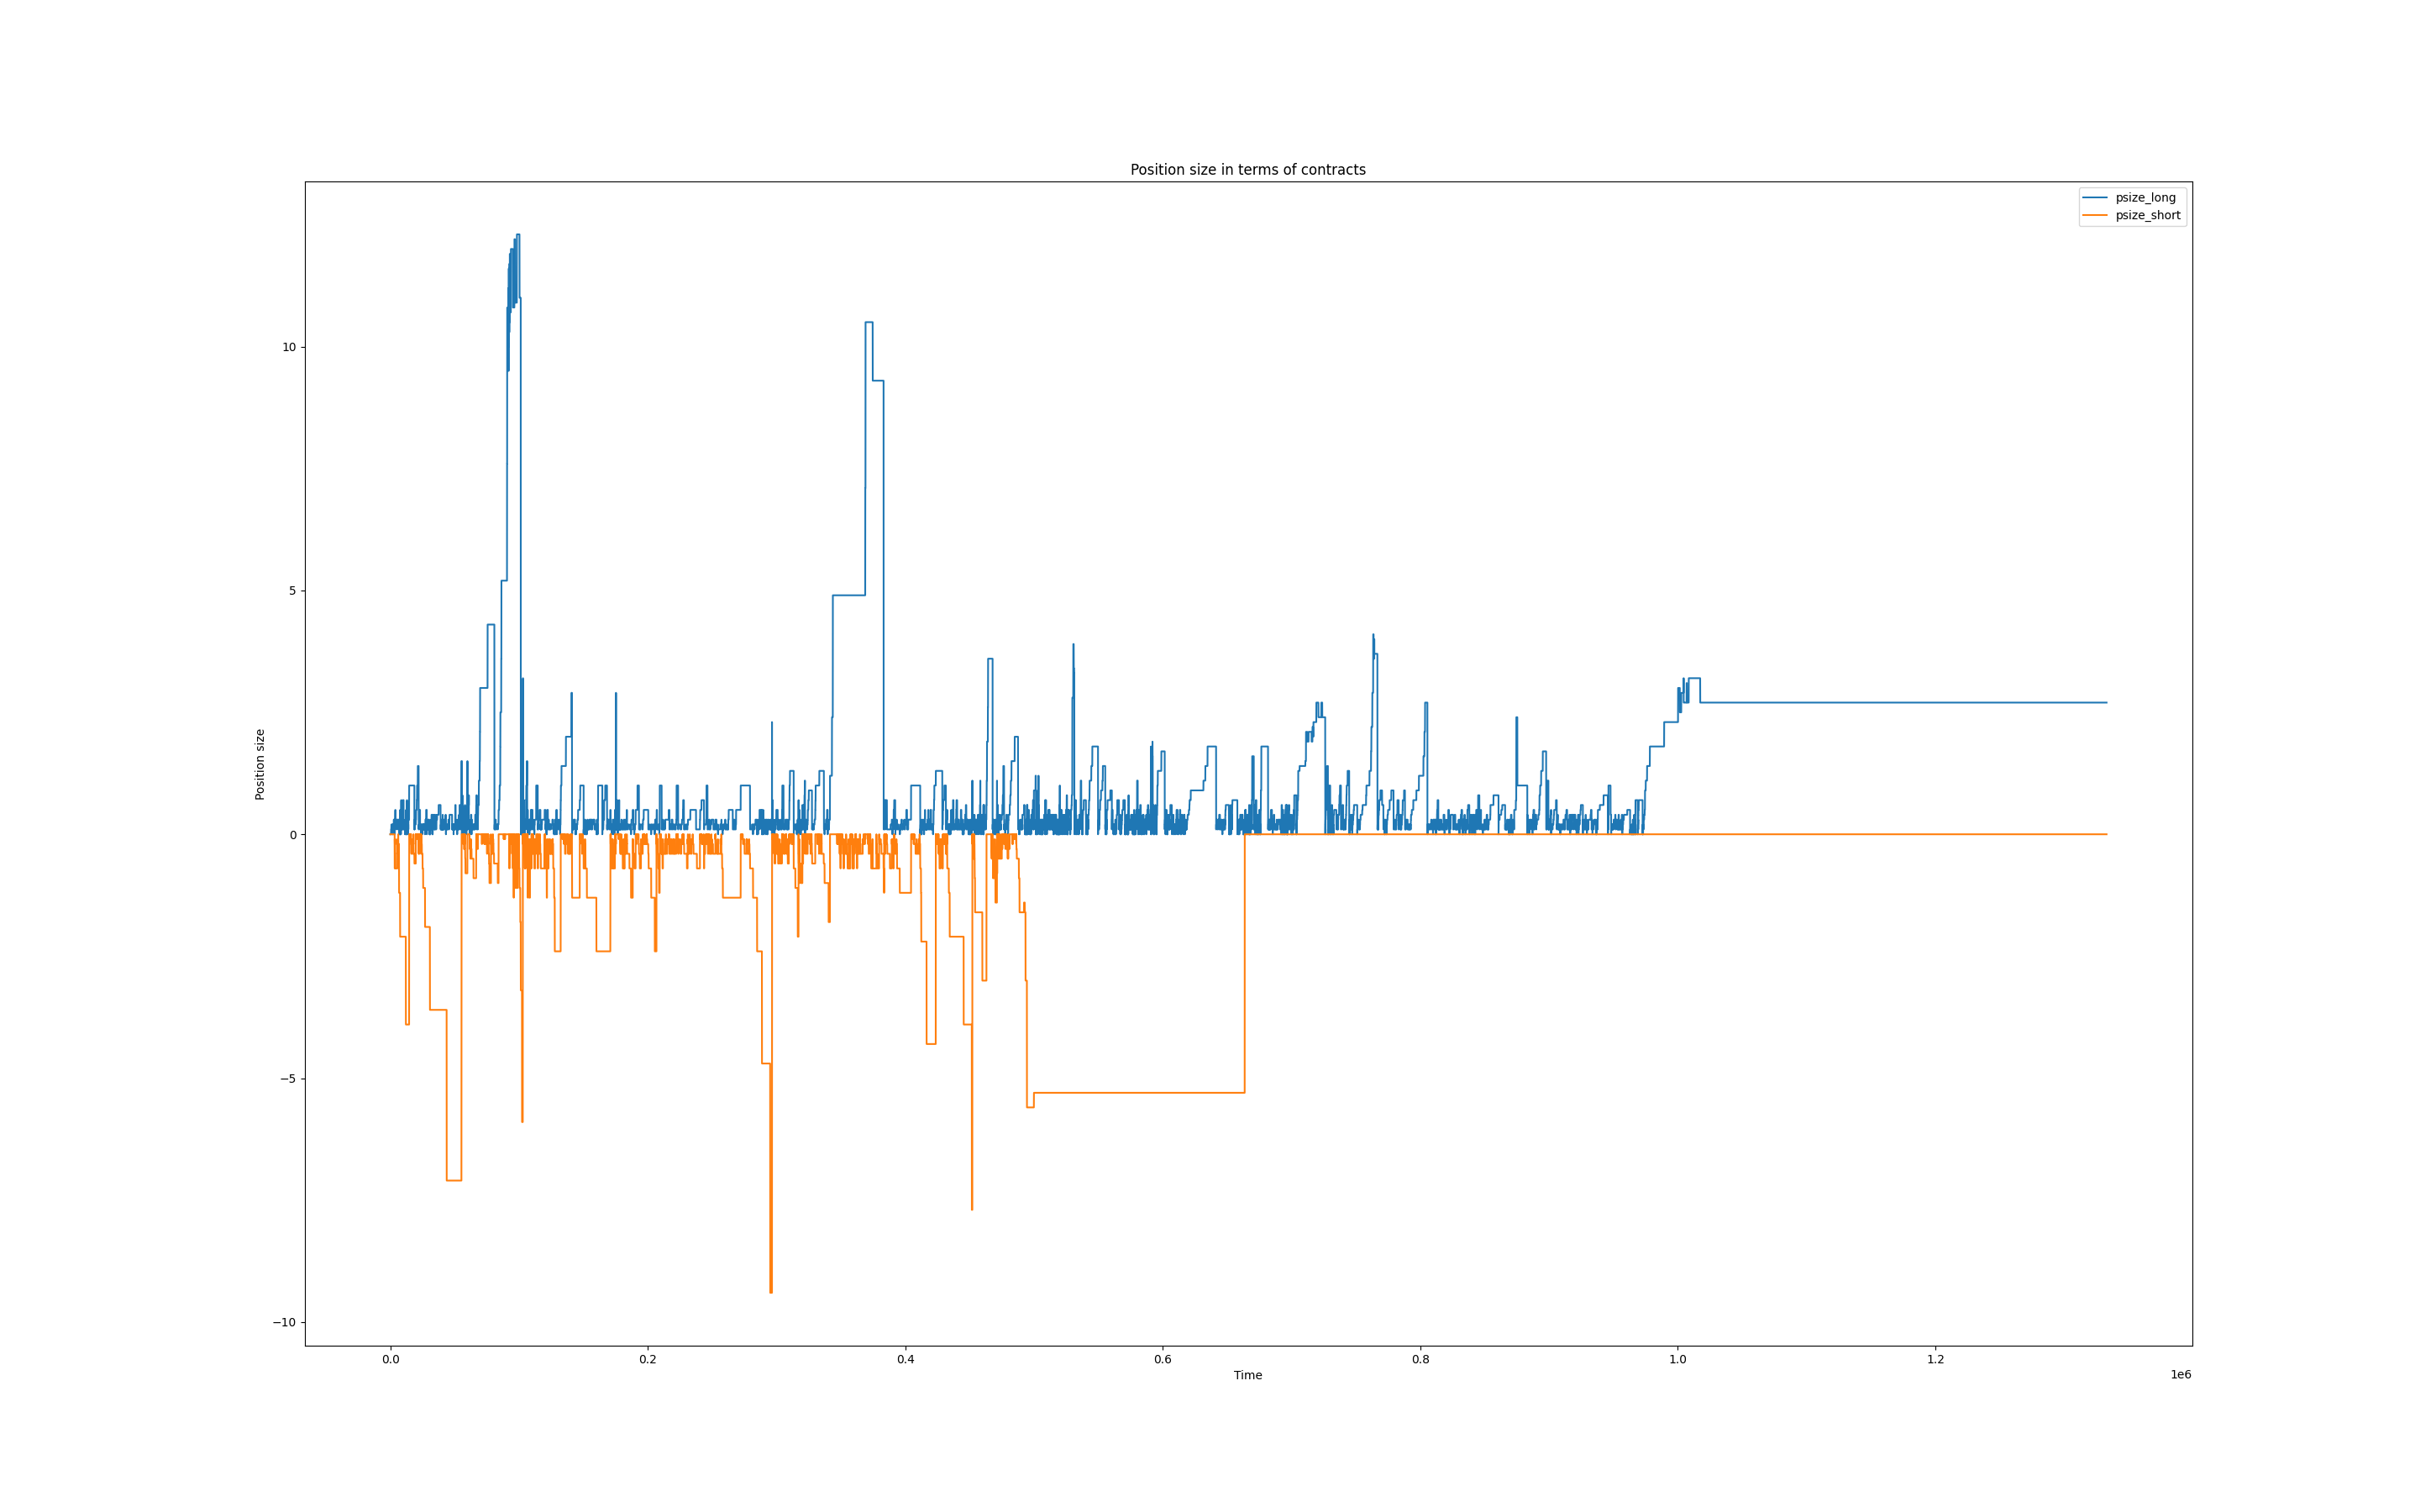 Position size in terms of contracts
psize_long
psize_short
10
5
0
−5
−10
Position size
0.0
0.2
0.4
0.6
0.8
1.0
1.2
Time
1e6